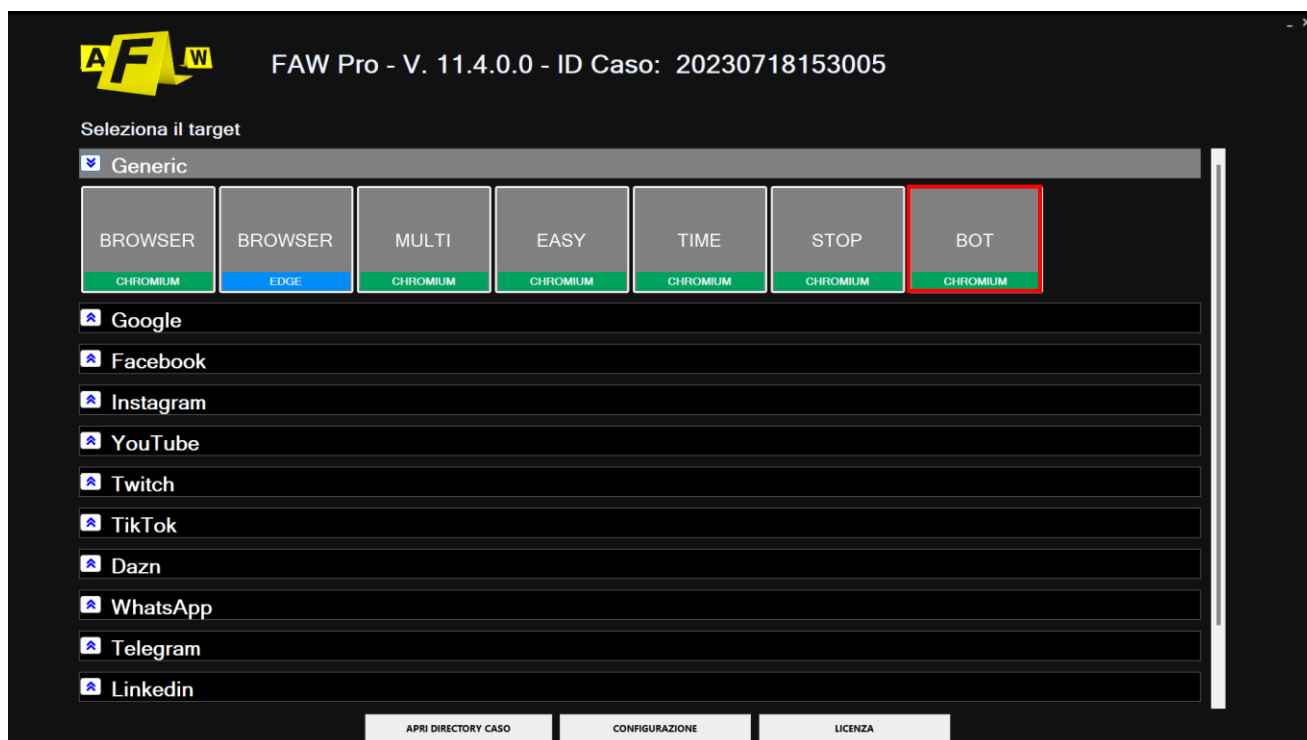 A F W
FAW Pro - V. 11.4.0.0 - ID Caso: 20230718153005
Seleziona il target
Generic
BROWSER BROWSER MULTI EASY TIME STOP BOT
CHROMIUM EDGE CHROMIUM CHROMIUM CHROMIUM CHROMIUM CHROMIUM
Google
Facebook
Instagram
YouTube
Twitch
TikTok
Dazn
WhatsApp
Telegram
Linkedin
APRI DIRECTORY CASO CONFIGURAZIONE LICENZA